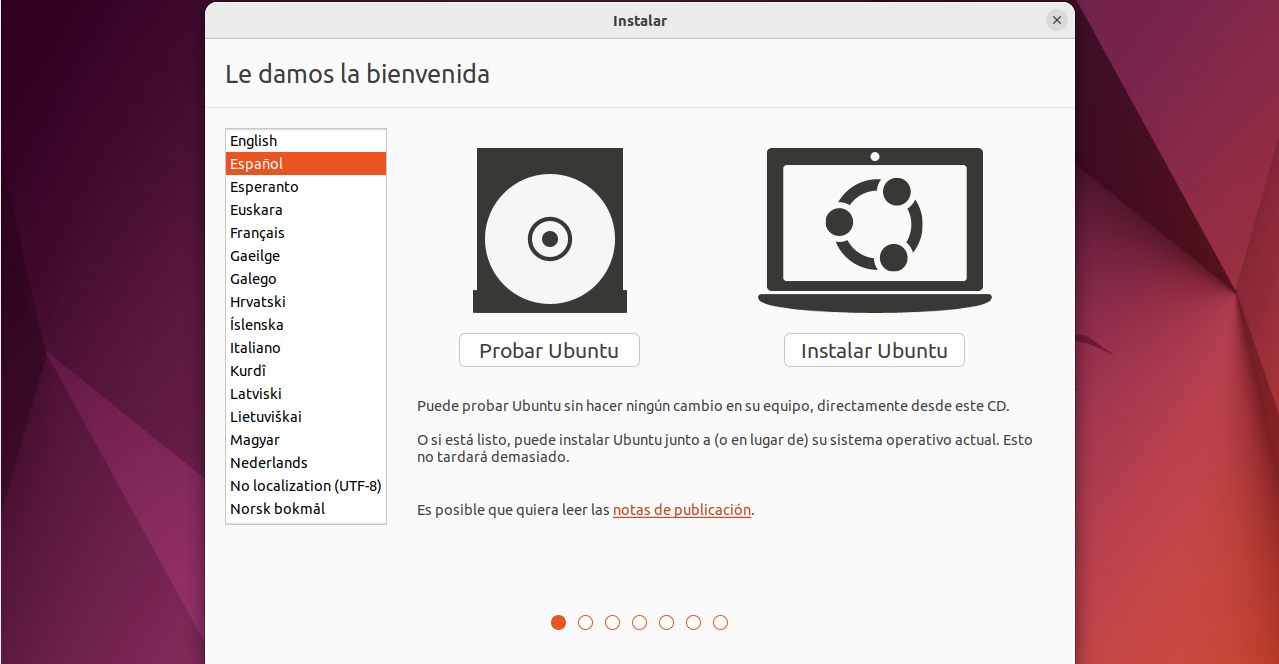 Instalar
Le damos la bienvenida
English
Español
Esperanto
Euskara
Français
Gaeilge
Galego
Hrvatski
Íslenska
Italiano
Kurdî
Latviski
Lietuviškai
Magyar
Nederlands
No localization (UTF-8)
Norsk bokmål
Probar Ubuntu
Instalar Ubuntu
Puede probar Ubuntu sin hacer ningún cambio en su equipo, directamente desde este CD.
O si está listo, puede instalar Ubuntu junto a (o en lugar de) su sistema operativo actual. Esto
no tardará demasiado.
Es posible que quiera leer las notas de publicación.